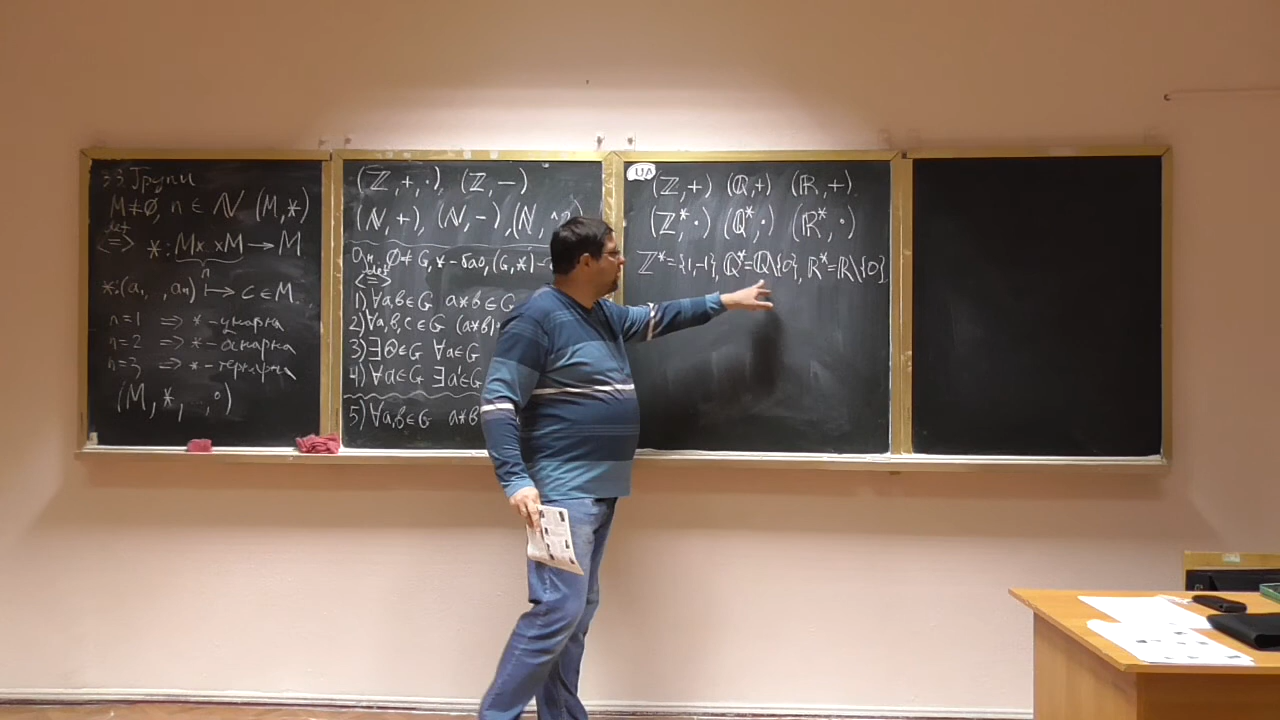 3.3. Групи
M≠∅, n ∈ ℕ (M,*)
def
<=> *: M×...×M → M
n
*:(a₁, , aₙ) ↦ c ∈ M
n=1 => * - унарна
n=2 => * - бінарна
n=3 => * - тернарна
(M, *, , ∘)
(ℤ,+,·) (ℤ,-)
(ℕ,+), (ℕ,-), (ℕ,^
∅≠G, * - бАО, (G,*) -
def
<=>
1) ∀a,b∈G a*b∈G
2) ∀a,b,c∈G (a*b)
3) ∃ ∈G ∀a∈G
4) ∀a∈G ∃a'∈G
5) ∀a,b∈G a*b
UA
(ℤ,+) (ℚ,+) (ℝ,+)
(ℤ*,·) (ℚ*,·) (ℝ*,·)
ℤ*={1,-1}, ℚ*=ℚ\{0}, ℝ*=ℝ\{0}